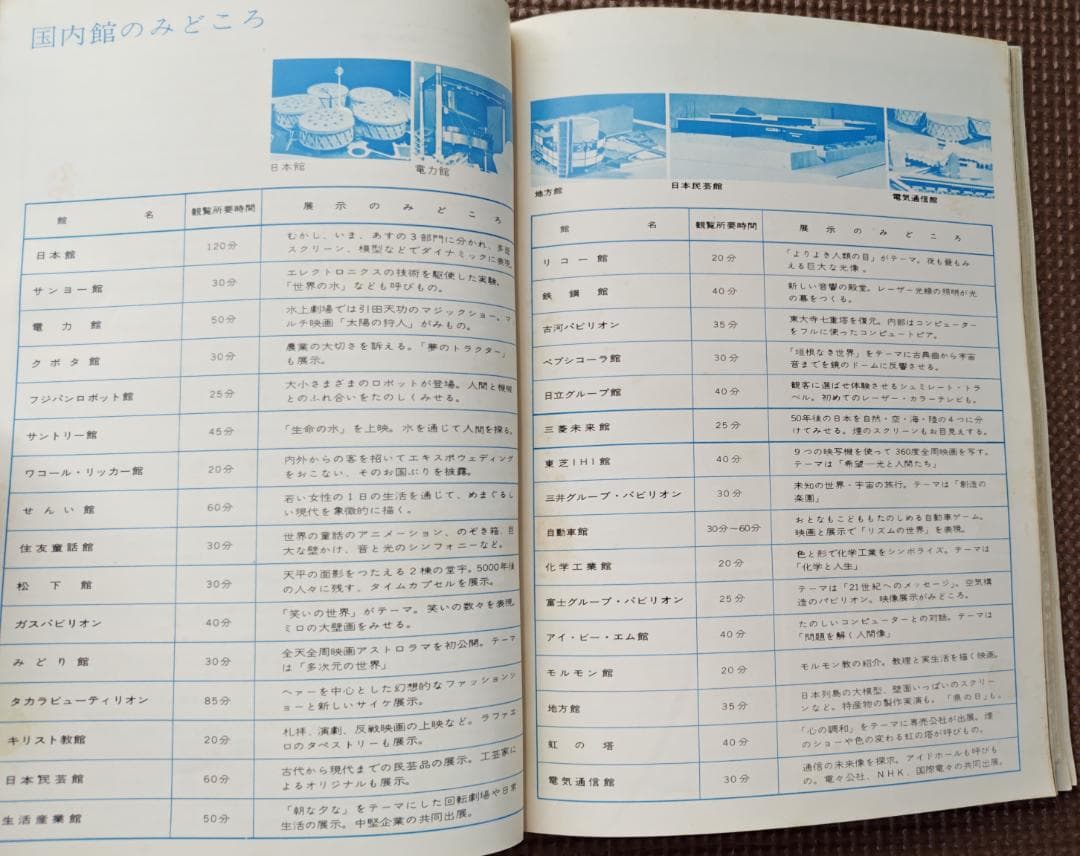 国内館のみどころ
日本館
電力館
館名 観覧所要時間 展示のみどころ
日本館 120分 むかし、いま、あすの3部門に分かれ、多面
スクリーン、模型などでダイナミックに表現。
サンヨー館 30分 エレクトロニクスの技術を駆使した実験、
「世界の水」なども呼びもの。
電力館 50分 水上劇場では引田天功のマジックショー。マ
ルチ映画「太陽の狩人」がみもの。
クボタ館 30分 農業の大切さを訴える。「夢のトラクター」
も展示。
フジパンロボット館 25分 大小さまざまのロボットが登場。人間と機械
とのふれ合いをたのしくみせる。
サントリー館 45分 「生命の水」を上映。水を通じて人間を探る。
ワコール・リッカー館 20分 内外からの客を招いてエキスポウェディング
をおこない、そのお国ぶりを披露。
せんい館 60分 若い女性の1日の生活を通じて、めまぐるし
い現代を象徴的に描く。
住友童話館 30分 世界の童話のアニメーション、のぞき箱、巨
大な壁かけ、音と光のシンフォニーなど。
松下館 30分 天平の面影をつたえる2棟の堂宇。5000年後
の人々に残す、タイムカプセルを展示。
ガスパビリオン 40分 「笑いの世界」がテーマ。笑いの数々を表現。
ミロの大壁画をみせる。
みどり館 30分 全天全周映画アストロラマを初公開。テーマ
は「多次元の世界」
タカラビューティリオン 85分 ヘァーを中心とした幻想的なファッションシ
ョーと新しいサイケ展示。
キリスト教館 20分 札拝、演劇、反戦映画の上映など。ラファエ
ロのタペストリーも展示。
日本民芸館 60分 古代から現代までの民芸品の展示。工芸家に
よるオリジナルも展示。
生活産業館 50分 「朝な夕な」をテーマにした回転劇場や日常
生活の展示。中堅企業の共同出展。
地方館
日本民芸館
電気通信館
館名 観覧所要時間 展示のみどころ
リコー館 20分 「よりよき人類の目」がテーマ。夜も昼もみ
える巨大な光像。
鉄鋼館 40分 新しい音響の殿堂。レーザー光線の照明が光
の幕をつくる。
古河パビリオン 35分 東大寺七重塔を復元。内部はコンピューター
をフルに使ったコンピュートピア。
ペプシコーラ館 30分 「垣根なき世界」をテーマに古典曲から宇宙
音までを鏡のドームに反響させる。
日立グループ館 40分 観客に選ばせ体験させるシュミレート・トラ
ベル。初めてのレーザー・カラーテレビも。
三菱未来館 25分 50年後の日本を自然・空・海・陸の4つに分
けてみせる。煙のスクリーンもお目見えする。
東芝IHI館 40分 9つの映写機を使って360度全周映画を写す。
テーマは「希望―光と人間たち」
三井グループ・パビリオン 30分 未知の世界・宇宙の旅行。テーマは「創造の
楽園」
自動車館 30分〜60分 おとなもこどももたのしめる自動車ゲーム。
映画と展示で「リズムの世界」を表現。
化学工業館 20分 色と形で化学工業をシンボライズ。テーマは
「化学と人生」
富士グループ・パビリオン 25分 テーマは「21世紀へのメッセージ」。空気構
造のパビリオン。映像展示がみどころ。
アイ・ビー・エム館 40分 たのしいコンピューターとの対話。テーマは
「問題を解く人間像」
モルモン館 20分 モルモン教の紹介。教理と実生活を描く映画。
地方館 35分 日本列島の大模型、壁面いっぱいのスクリー
ンなど。特産物の製作実演も。「県の日」も。
虹の塔 40分 「心の調和」をテーマに専売公社が出展。煙
のショーや色の変わる虹の塔が呼びもの。
電気通信館 30分 通信の未来像を探求。アイドホールも呼びも
の。電々公社、NHK、国際電々の共同出展。